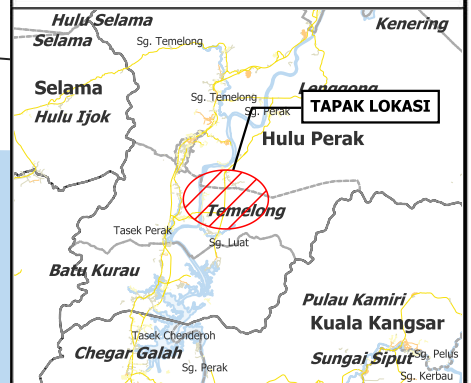 Hulu Selama
Kenering
Selama
Sg. Temelong
Selama
Lenggong
Sg. Temelong
TAPAK LOKASI
Hulu Ijok
Sg. Perak
Hulu Perak
Temelong
Tasek Perak
Sg. Luat
Batu Kurau
Pulau Kamiri
Kuala Kangsar
Tasek Chenderoh
Chegar Galah
Sungai Siput
Sg. Pelus
Sg. Perak
Sg. Kerbau